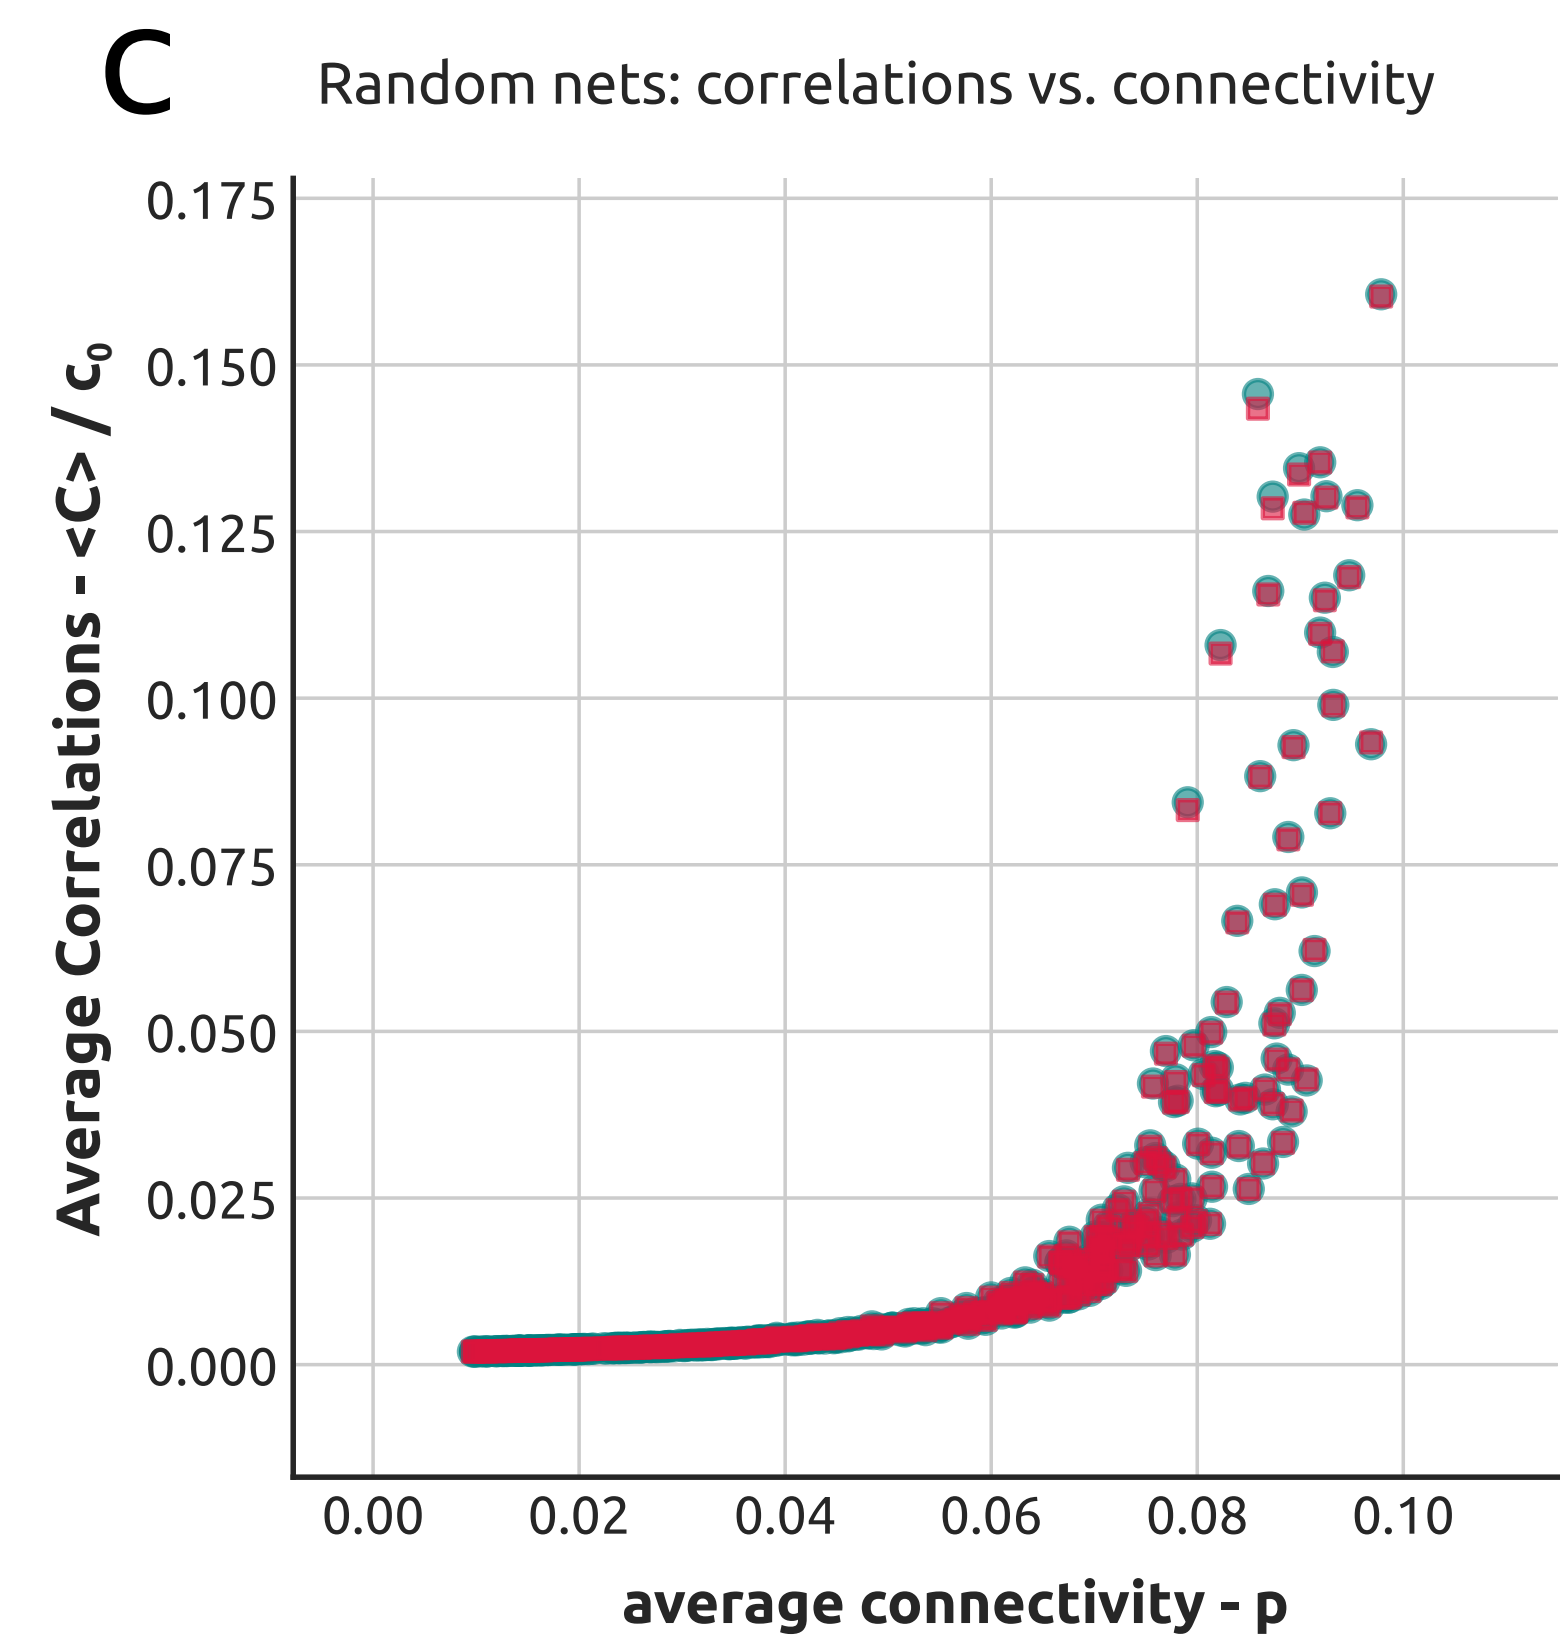 C
Random nets: correlations vs. connectivity
Average Correlations - <C> / c₀
0.175
0.150
0.125
0.100
0.075
0.050
0.025
0.000
0.00 0.02 0.04 0.06 0.08 0.10
average connectivity - p